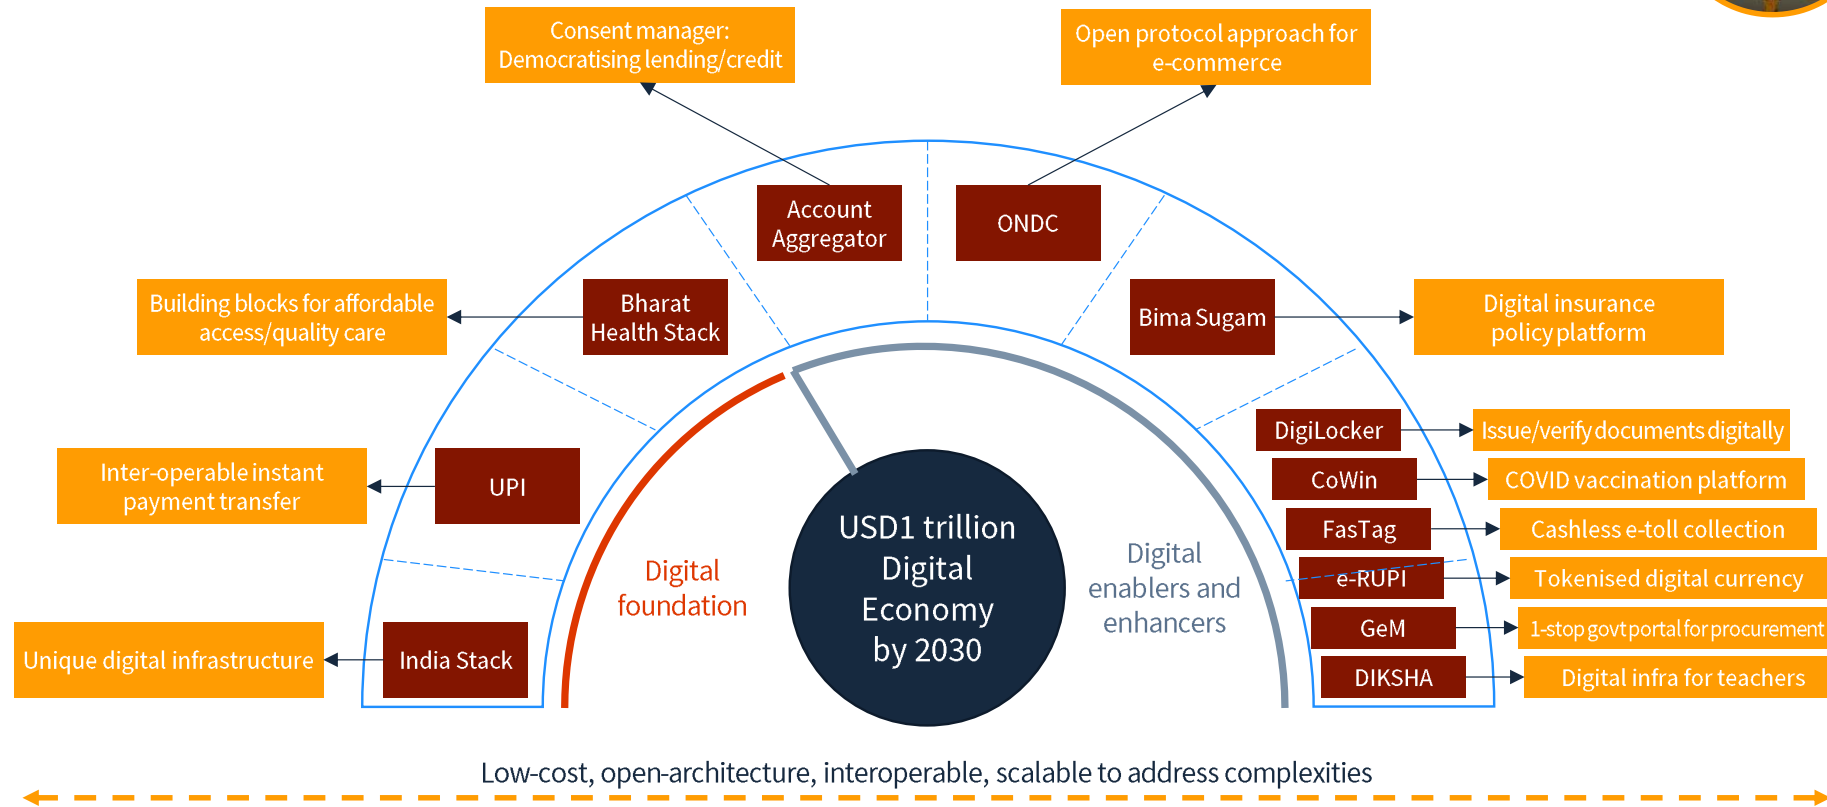 Consent manager:
Democratising lending/credit
Open protocol approach for
e-commerce
Account
Aggregator
ONDC
Building blocks for affordable
access/quality care
Bharat
Health Stack
Bima Sugam
Digital insurance
policy platform
Inter-operable instant
payment transfer
UPI
DigiLocker
Issue/verify documents digitally
CoWin
COVID vaccination platform
FasTag
Cashless e-toll collection
e-RUPI
Tokenised digital currency
GeM
1-stop govt portal for procurement
DIKSHA
Digital infra for teachers
Unique digital infrastructure
India Stack
Digital
foundation
USD1 trillion
Digital
Economy
by 2030
Digital
enablers and
enhancers
Low-cost, open-architecture, interoperable, scalable to address complexities